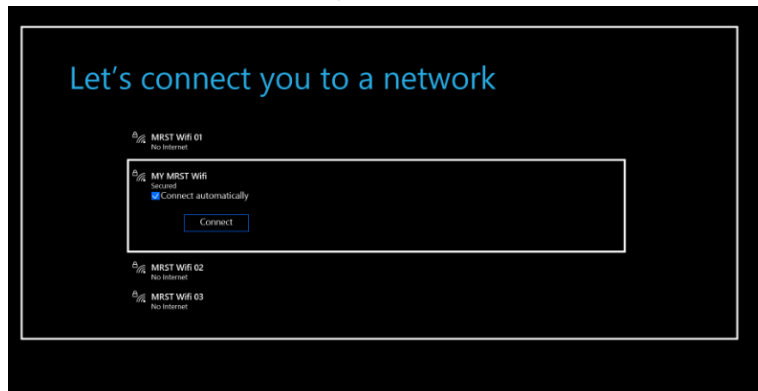 Let's connect you to a network
MRST Wifi 01
No Internet
MY MRST Wifi
Secured
Connect automatically
Connect
MRST Wifi 02
No Internet
MRST Wifi 03
No Internet